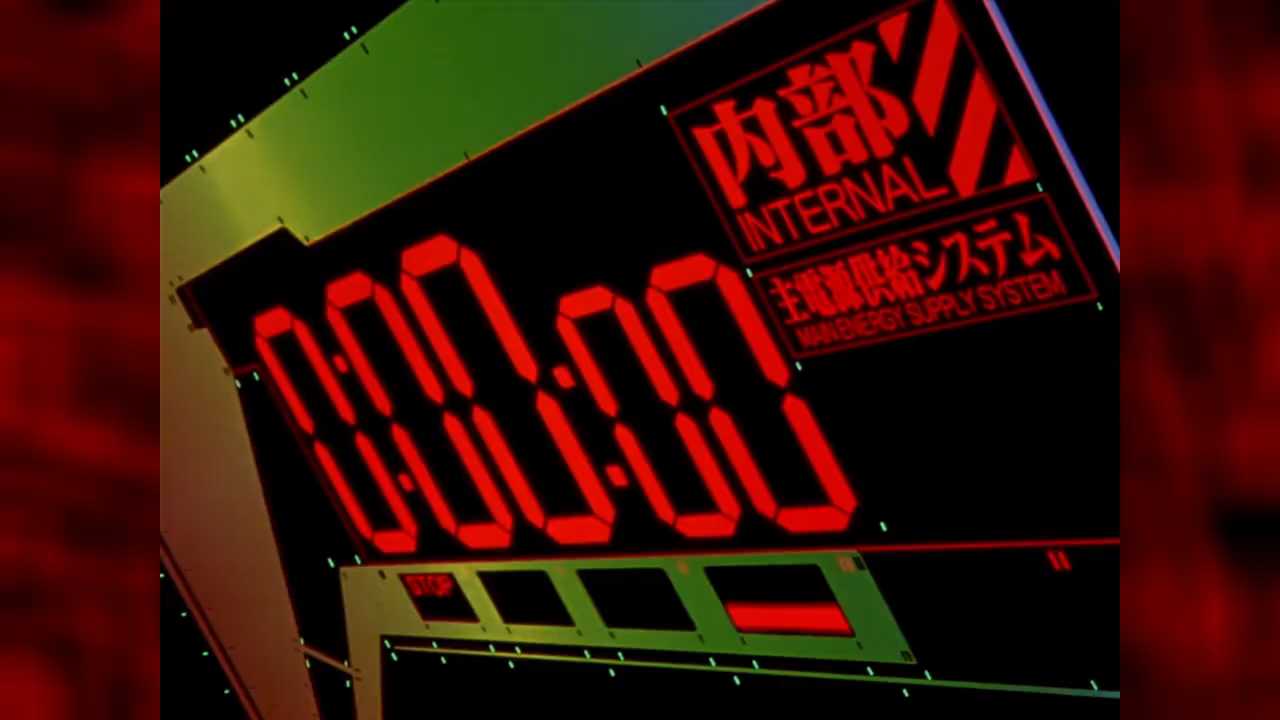 内部
INTERNAL
主電源供給システム
MAIN ENERGY SUPPLY SYSTEM
0:00:00
STOP